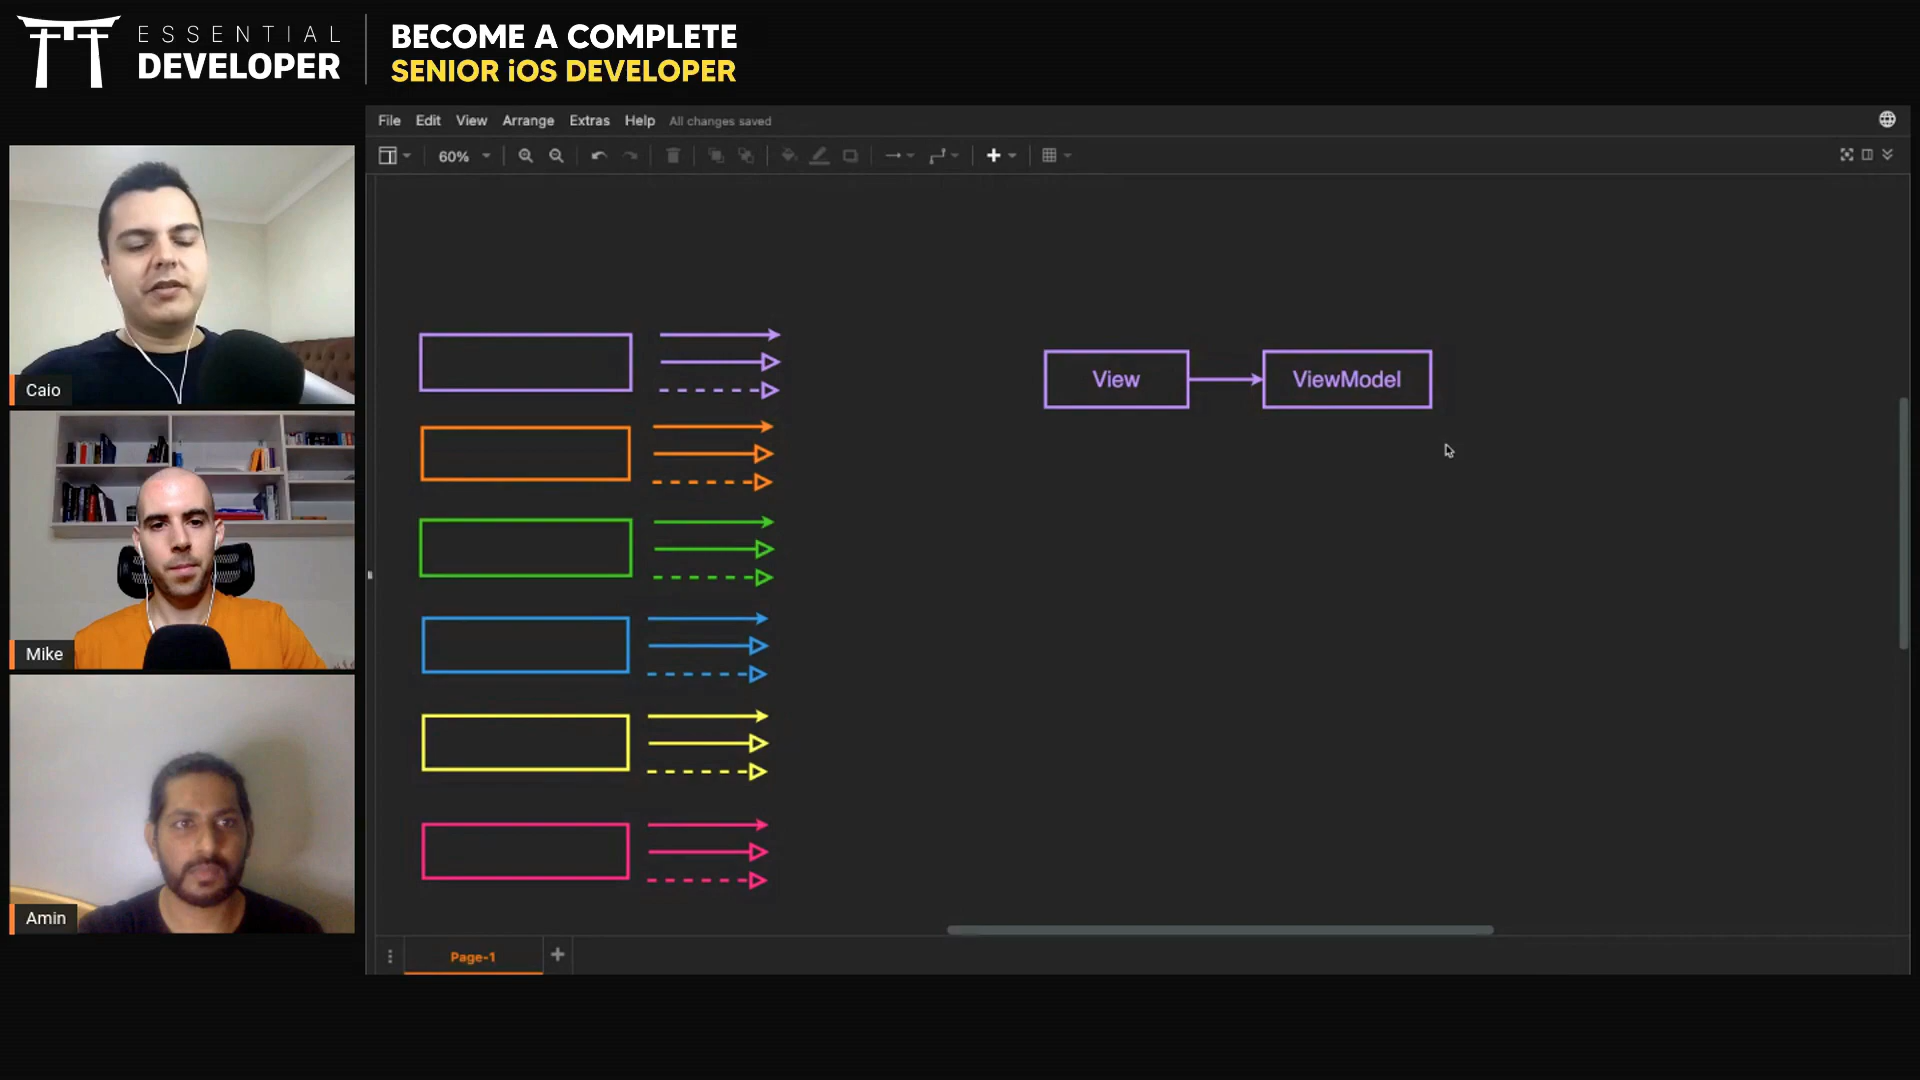 ESSENTIAL
DEVELOPER
BECOME A COMPLETE
SENIOR iOS DEVELOPER
File Edit View Arrange Extras Help All changes saved
60%
Caio
Mike
Amin
View
ViewModel
Page-1